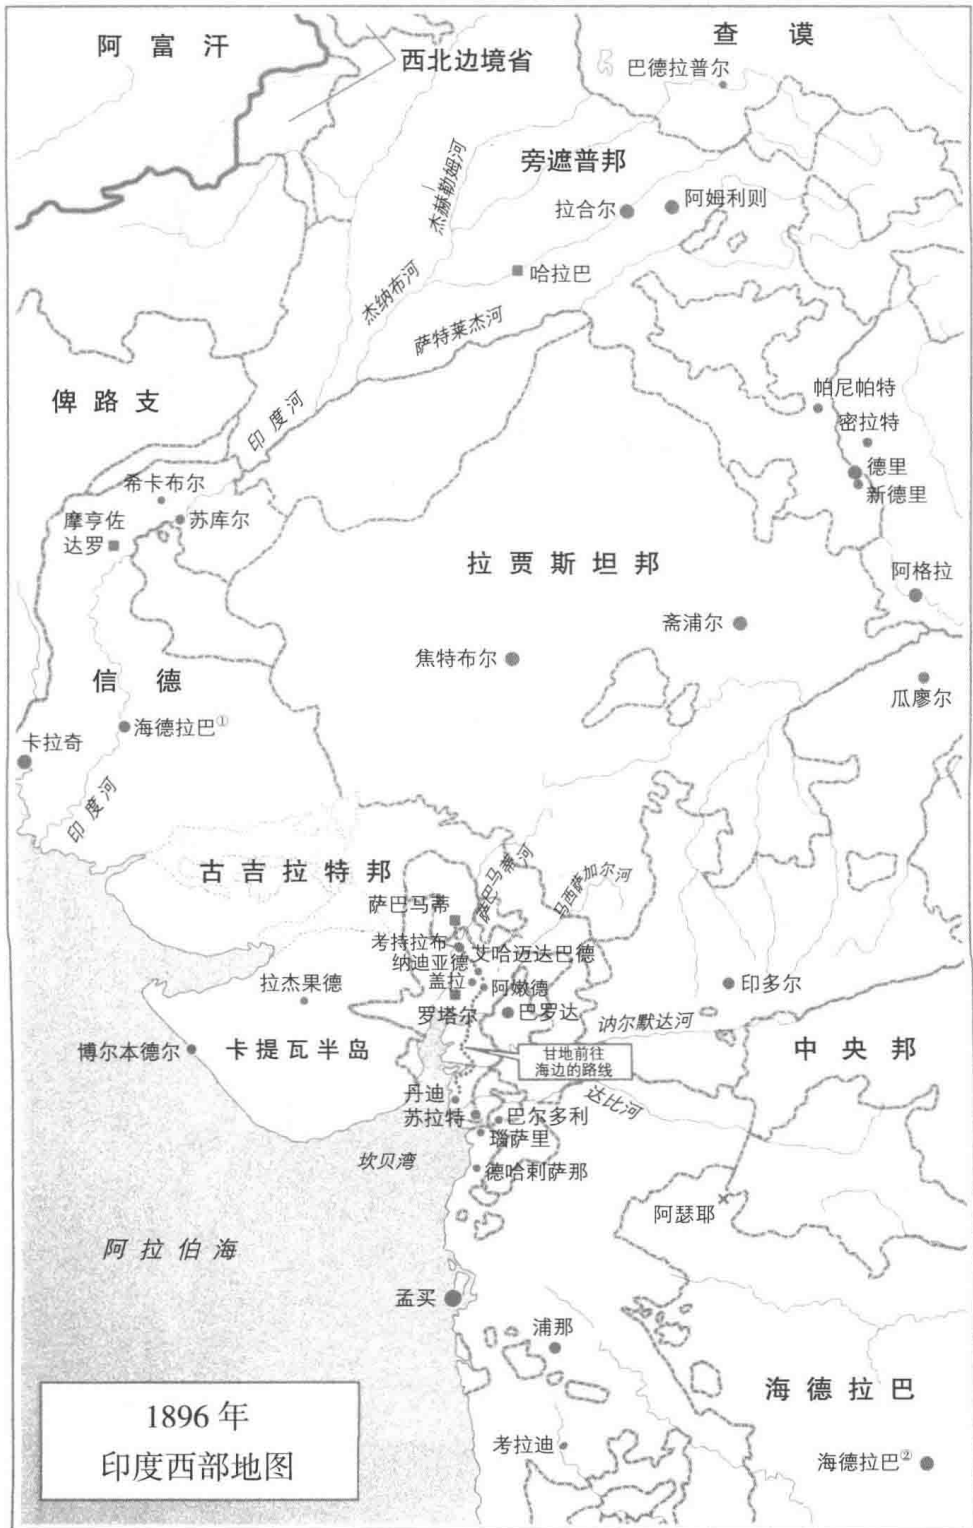 阿富汗
查谟
西北边境省
巴德拉普尔
旁遮普邦
杰赫勒姆河
拉合尔
阿姆利则
哈拉巴
杰纳布河
萨特莱杰河
俾路支
帕尼帕特
印度河
密拉特
德里
新德里
希卡布尔
摩亨佐
达罗
苏库尔
拉贾斯坦邦
阿格拉
斋浦尔
焦特布尔
信德
瓜廖尔
海德拉巴①
卡拉奇
印度河
古吉拉特邦
萨巴马蒂河
马西萨加尔河
萨巴马蒂
考持拉布
艾哈迈达巴德
纳迪亚德
盖拉
阿嫩德
拉杰果德
印多尔
罗塔尔
巴罗达
讷尔默达河
博尔本德尔
卡提瓦半岛
甘地前往
海边的路线
中央邦
丹迪
达比河
苏拉特
巴尔多利
瑙萨里
坎贝湾
德哈剌萨那
阿瑟耶
阿拉伯海
孟买
浦那
海德拉巴
1896年
印度西部地图
考拉迪
海德拉巴②